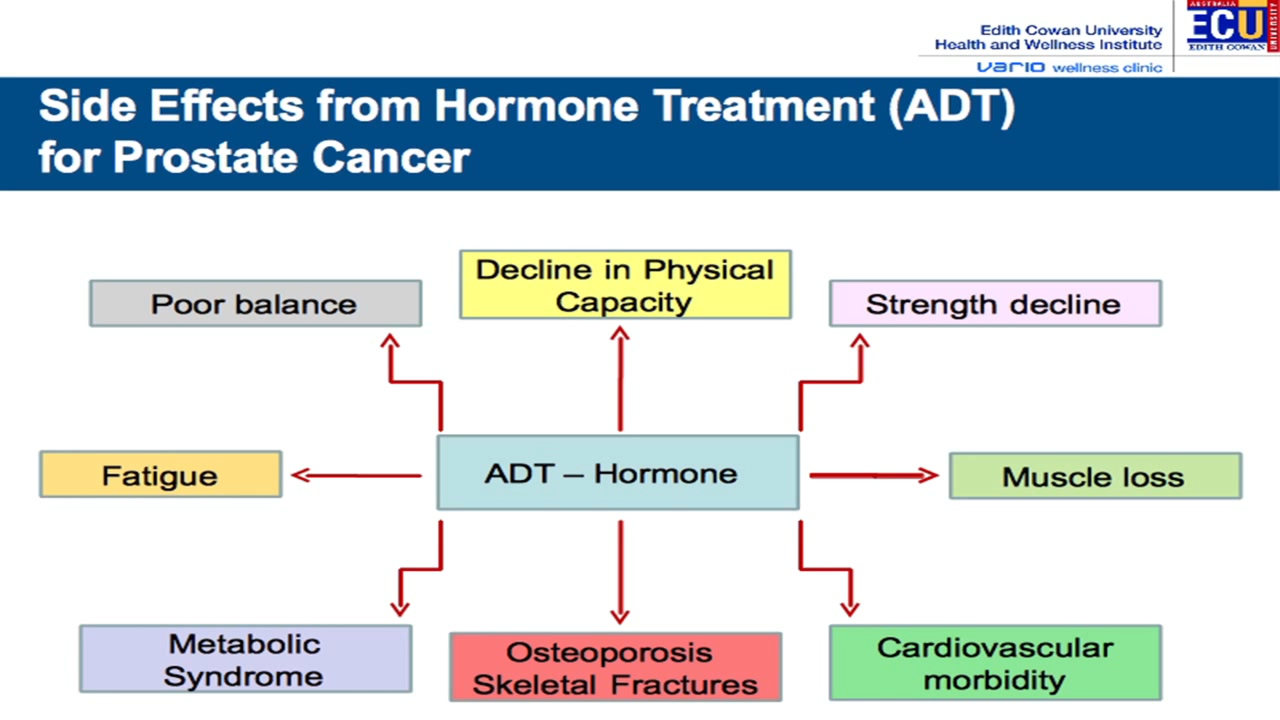 Edith Cowan University
Health and Wellness Institute
vario wellness clinic
AUSTRALIA
ECU
EDITH COWAN
UNIVERSITY
Side Effects from Hormone Treatment (ADT)
for Prostate Cancer
Poor balance
Decline in Physical
Capacity
Strength decline
Fatigue
ADT – Hormone
Muscle loss
Metabolic
Syndrome
Osteoporosis
Skeletal Fractures
Cardiovascular
morbidity